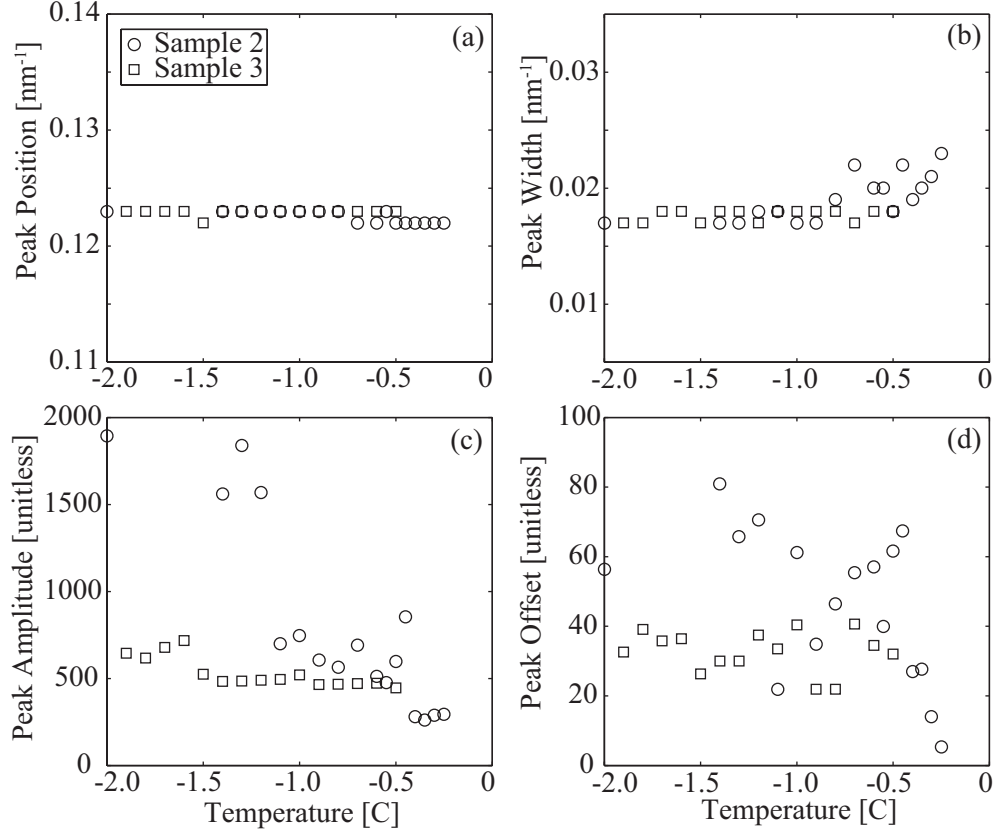 0.14
0.13
0.12
0.11
Peak Position [nm-1]
Sample 2
Sample 3
(a)
-2.0 -1.5 -1.0 -0.5 0
0.03
0.02
0.01
Peak Width [nm-1]
(b)
-2.0 -1.5 -1.0 -0.5 0
2000
1500
1000
500
0
Peak Amplitude [unitless]
(c)
-2.0 -1.5 -1.0 -0.5 0
Temperature [C]
100
80
60
40
20
0
Peak Offset [unitless]
(d)
-2.0 -1.5 -1.0 -0.5 0
Temperature [C]